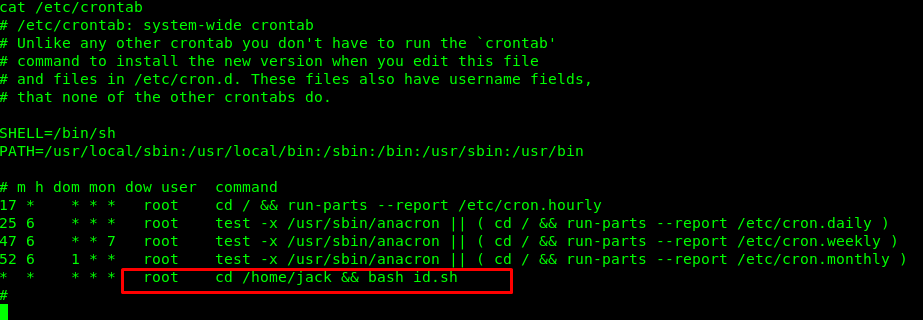 cat /etc/crontab
# /etc/crontab: system-wide crontab
# Unlike any other crontab you don't have to run the `crontab'
# command to install the new version when you edit this file
# and files in /etc/cron.d. These files also have username fields,
# that none of the other crontabs do.

SHELL=/bin/sh
PATH=/usr/local/sbin:/usr/local/bin:/sbin:/bin:/usr/sbin:/usr/bin

# m h dom mon dow user  command
17 *    * * *   root    cd / && run-parts --report /etc/cron.hourly
25 6    * * *   root    test -x /usr/sbin/anacron || ( cd / && run-parts --report /etc/cron.daily )
47 6    * * 7   root    test -x /usr/sbin/anacron || ( cd / && run-parts --report /etc/cron.weekly )
52 6    1 * *   root    test -x /usr/sbin/anacron || ( cd / && run-parts --report /etc/cron.monthly )
*  *    * * *   root    cd /home/jack && bash id.sh
#